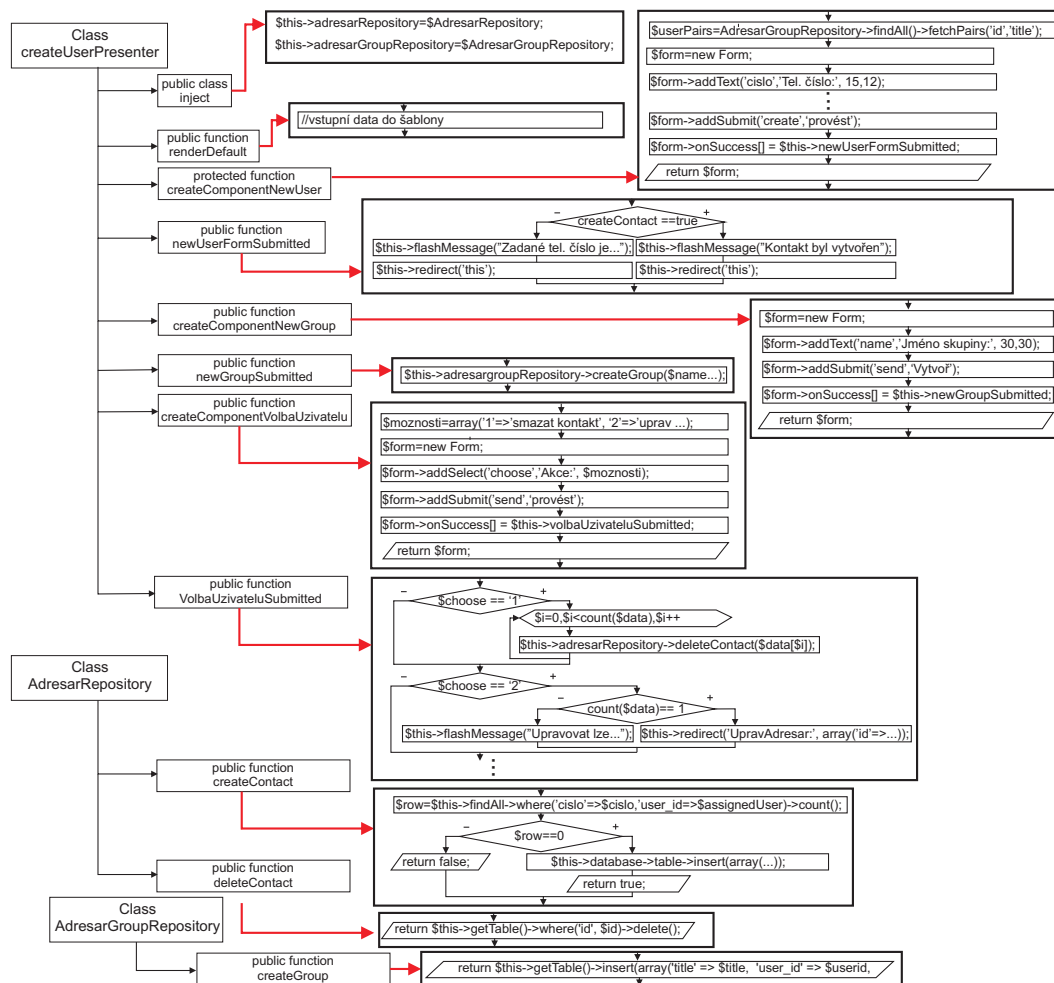 Class
createUserPresenter
$this->adresarRepository=$AdresarRepository;
$this->adresarGroupRepository=$AdresarGroupRepository;
$userPairs=AdresarGroupRepository->findAll()->fetchPairs('id','title');
$form=new Form;
$form->addText('cislo','Tel. číslo:', 15,12);
$form->addSubmit('create','provést');
$form->onSuccess[] = $this->newUserFormSubmitted;
return $form;
public class
inject
//vstupní data do šablony
public function
renderDefault
protected function
createComponentNewUser
public function
newUserFormSubmitted
− +
createContact ==true
$this->flashMessage("Zadané tel. číslo je...");
$this->flashMessage("Kontakt byl vytvořen");
$this->redirect('this');
$this->redirect('this');
public function
createComponentNewGroup
$form=new Form;
$form->addText('name','Jméno skupiny:', 30,30);
$form->addSubmit('send','Vytvoř');
$form->onSuccess[] = $this->newGroupSubmitted;
return $form;
public function
newGroupSubmitted
$this->adresargroupRepository->createGroup($name...);
public function
createComponentVolbaUzivatelu
$moznosti=array('1'=>'smazat kontakt', '2'=>'uprav ...);
$form=new Form;
$form->addSelect('choose','Akce:', $moznosti);
$form->addSubmit('send','provést');
$form->onSuccess[] = $this->volbaUzivateluSubmitted;
return $form;
public function
VolbaUzivateluSubmitted
− +
$choose == '1'
$i=0,$i<count($data),$i++
$this->adresarRepository->deleteContact($data[$i]);
− +
$choose == '2'
− +
count($data)== 1
$this->flashMessage("Upravovat lze...");
$this->redirect('UpravAdresar:', array('id'=>...));
Class
AdresarRepository
public function
createContact
$row=$this->findAll->where('cislo'=>$cislo,'user_id=>$assignedUser)->count();
− +
$row==0
return false;
$this->database->table->insert(array(...));
return true;
public function
deleteContact
return $this->getTable()->where('id', $id)->delete();
Class
AdresarGroupRepository
public function
createGroup
return $this->getTable()->insert(array('title' => $title, 'user_id' => $userid,